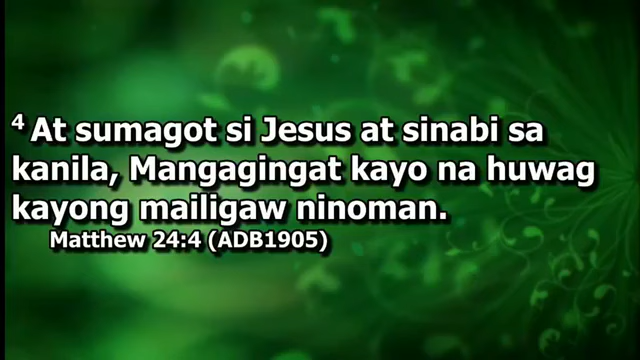 4 At sumagot si Jesus at sinabi sa
kanila, Mangagingat kayo na huwag
kayong mailigaw ninoman.
Matthew 24:4 (ADB1905)